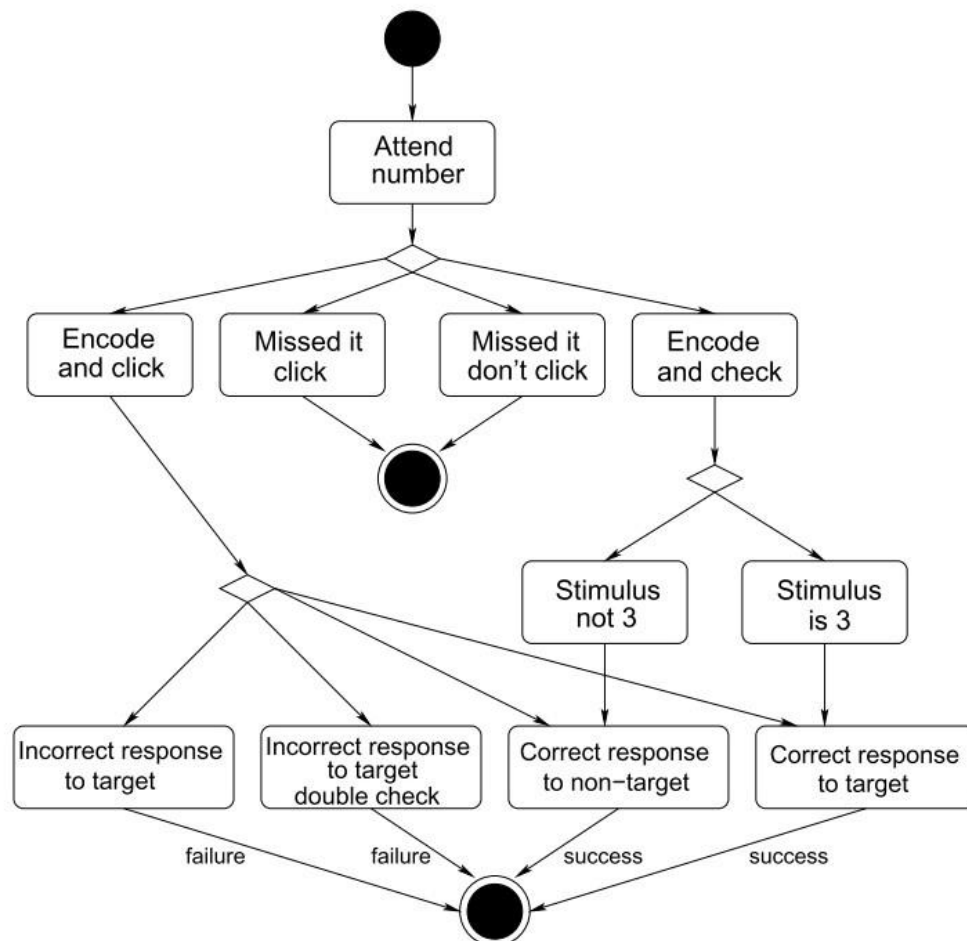 Attend
number
Encode
and click
Missed it
click
Missed it
don't click
Encode
and check
Stimulus
not 3
Stimulus
is 3
Incorrect response
to target
Incorrect response
to target
double check
Correct response
to non−target
Correct response
to target
failure
failure
success
success